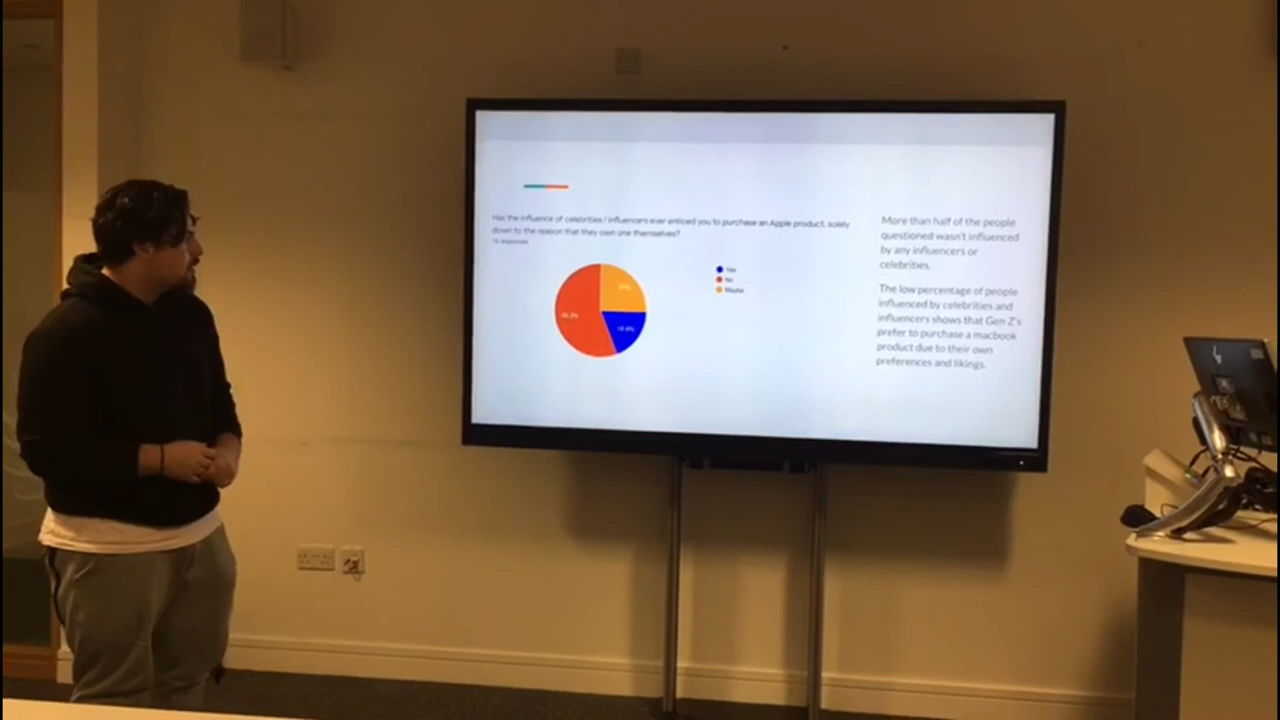 Has the influence of celebrities / influencers ever enticed you to purchase an Apple product, solely
down to the reason that they own one themselves?
responses
Yes
No
Maybe
More than half of the people
questioned wasn't influenced
by any influencers or
celebrities.
The low percentage of people
influenced by celebrities and
influencers shows that Gen Z's
prefer to purchase a macbook
product due to their own
preferences and likings.